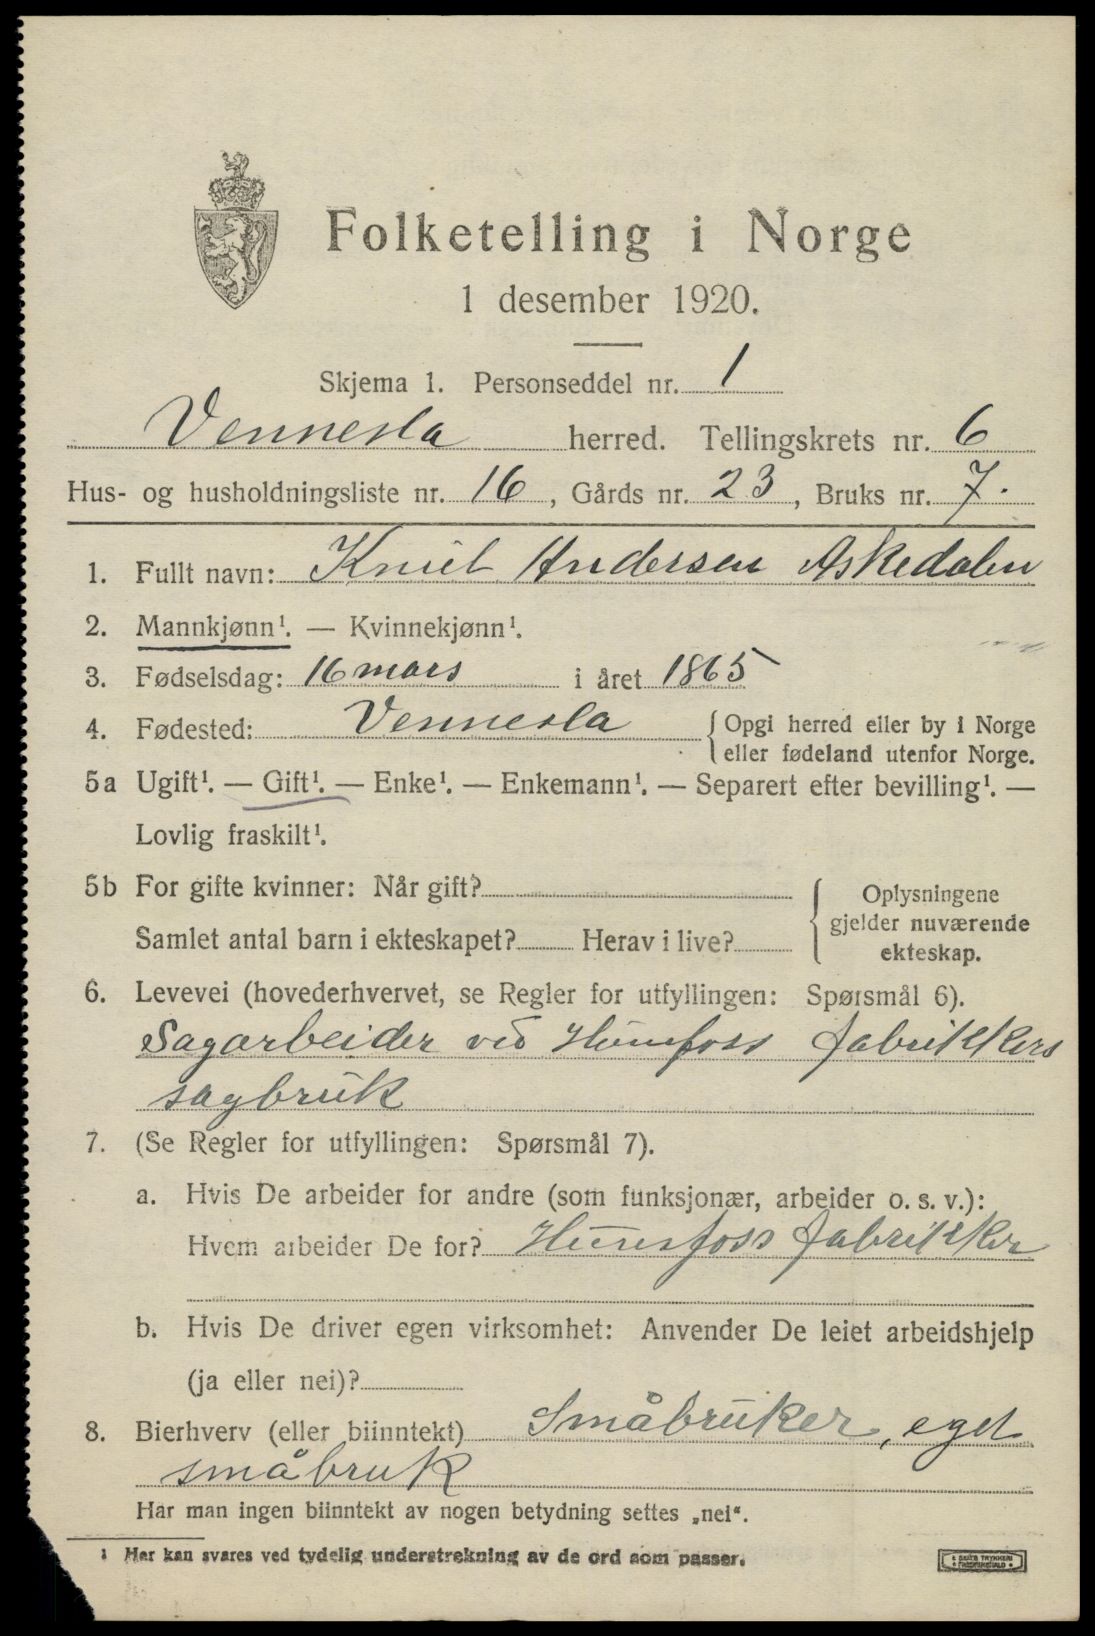 Folketelling i Norge
1 desember 1920.
Skjema 1. Personseddel nr. 1
Vennesla herred. Tellingskrets nr. 6
Hus- og husholdningsliste nr. 16, Gårds nr. 23, Bruks nr. 7.
1. Fullt navn: Knut Andersen Askedalen
2. Mannkjønn¹. — Kvinnekjønn¹.
3. Fødselsdag: 16 mars i året 1865
4. Fødested: Vennesla {Opgi herred eller by i Norge
eller fødeland utenfor Norge.
5a Ugift¹. — Gift¹. — Enke¹. — Enkemann¹. — Separert efter bevilling¹. —
Lovlig fraskilt¹.
5b For gifte kvinner: Når gift?
Samlet antal barn i ekteskapet? Herav i live?
{Oplysningene
gjelder nuværende
ekteskap.
6. Levevei (hovederhvervet, se Regler for utfyllingen: Spørsmål 6).
Sagarbeider ved Hunsfoss fabrikkers
sagbruk
7. (Se Regler for utfyllingen: Spørsmål 7).
a. Hvis De arbeider for andre (som funksjonær, arbeider o. s. v.):
Hvem arbeider De for? Hunsfoss fabrikker
b. Hvis De driver egen virksomhet: Anvender De leiet arbeidshjelp
(ja eller nei)?
8. Bierhverv (eller biinntekt) Småbruker, eget
småbruk
Har man ingen biinntekt av nogen betydning settes „nei“.
¹ Her kan svares ved tydelig understrekning av de ord som passer.